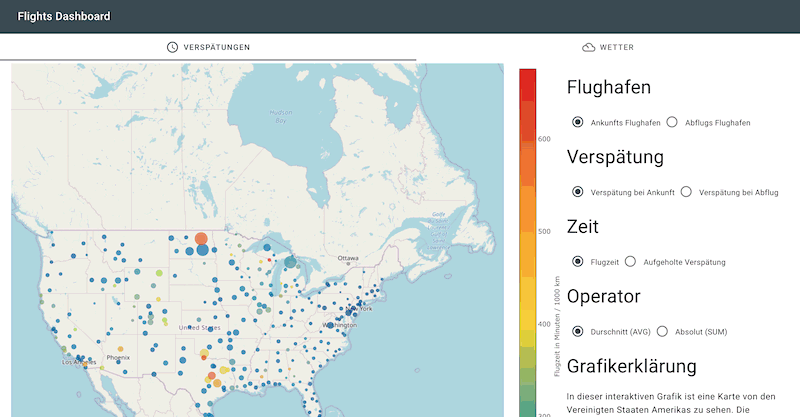 Flights Dashboard
VERSPÄTUNGEN
WETTER
Hudson
Bay
Ottawa
New York
United States
Washington
Los Angeles
Phoenix
600
500
400
300
Flugzeit in Minuten / 1000 km
Flughafen
Ankunfts Flughafen
Abflugs Flughafen
Verspätung
Verspätung bei Ankunft
Verspätung bei Abflug
Zeit
Flugzeit
Aufgeholte Verspätung
Operator
Durschnitt (AVG)
Absolut (SUM)
Grafikerklärung
In dieser interaktiven Grafik ist eine Karte von den
Vereinigten Staaten Amerikas zu sehen. Die